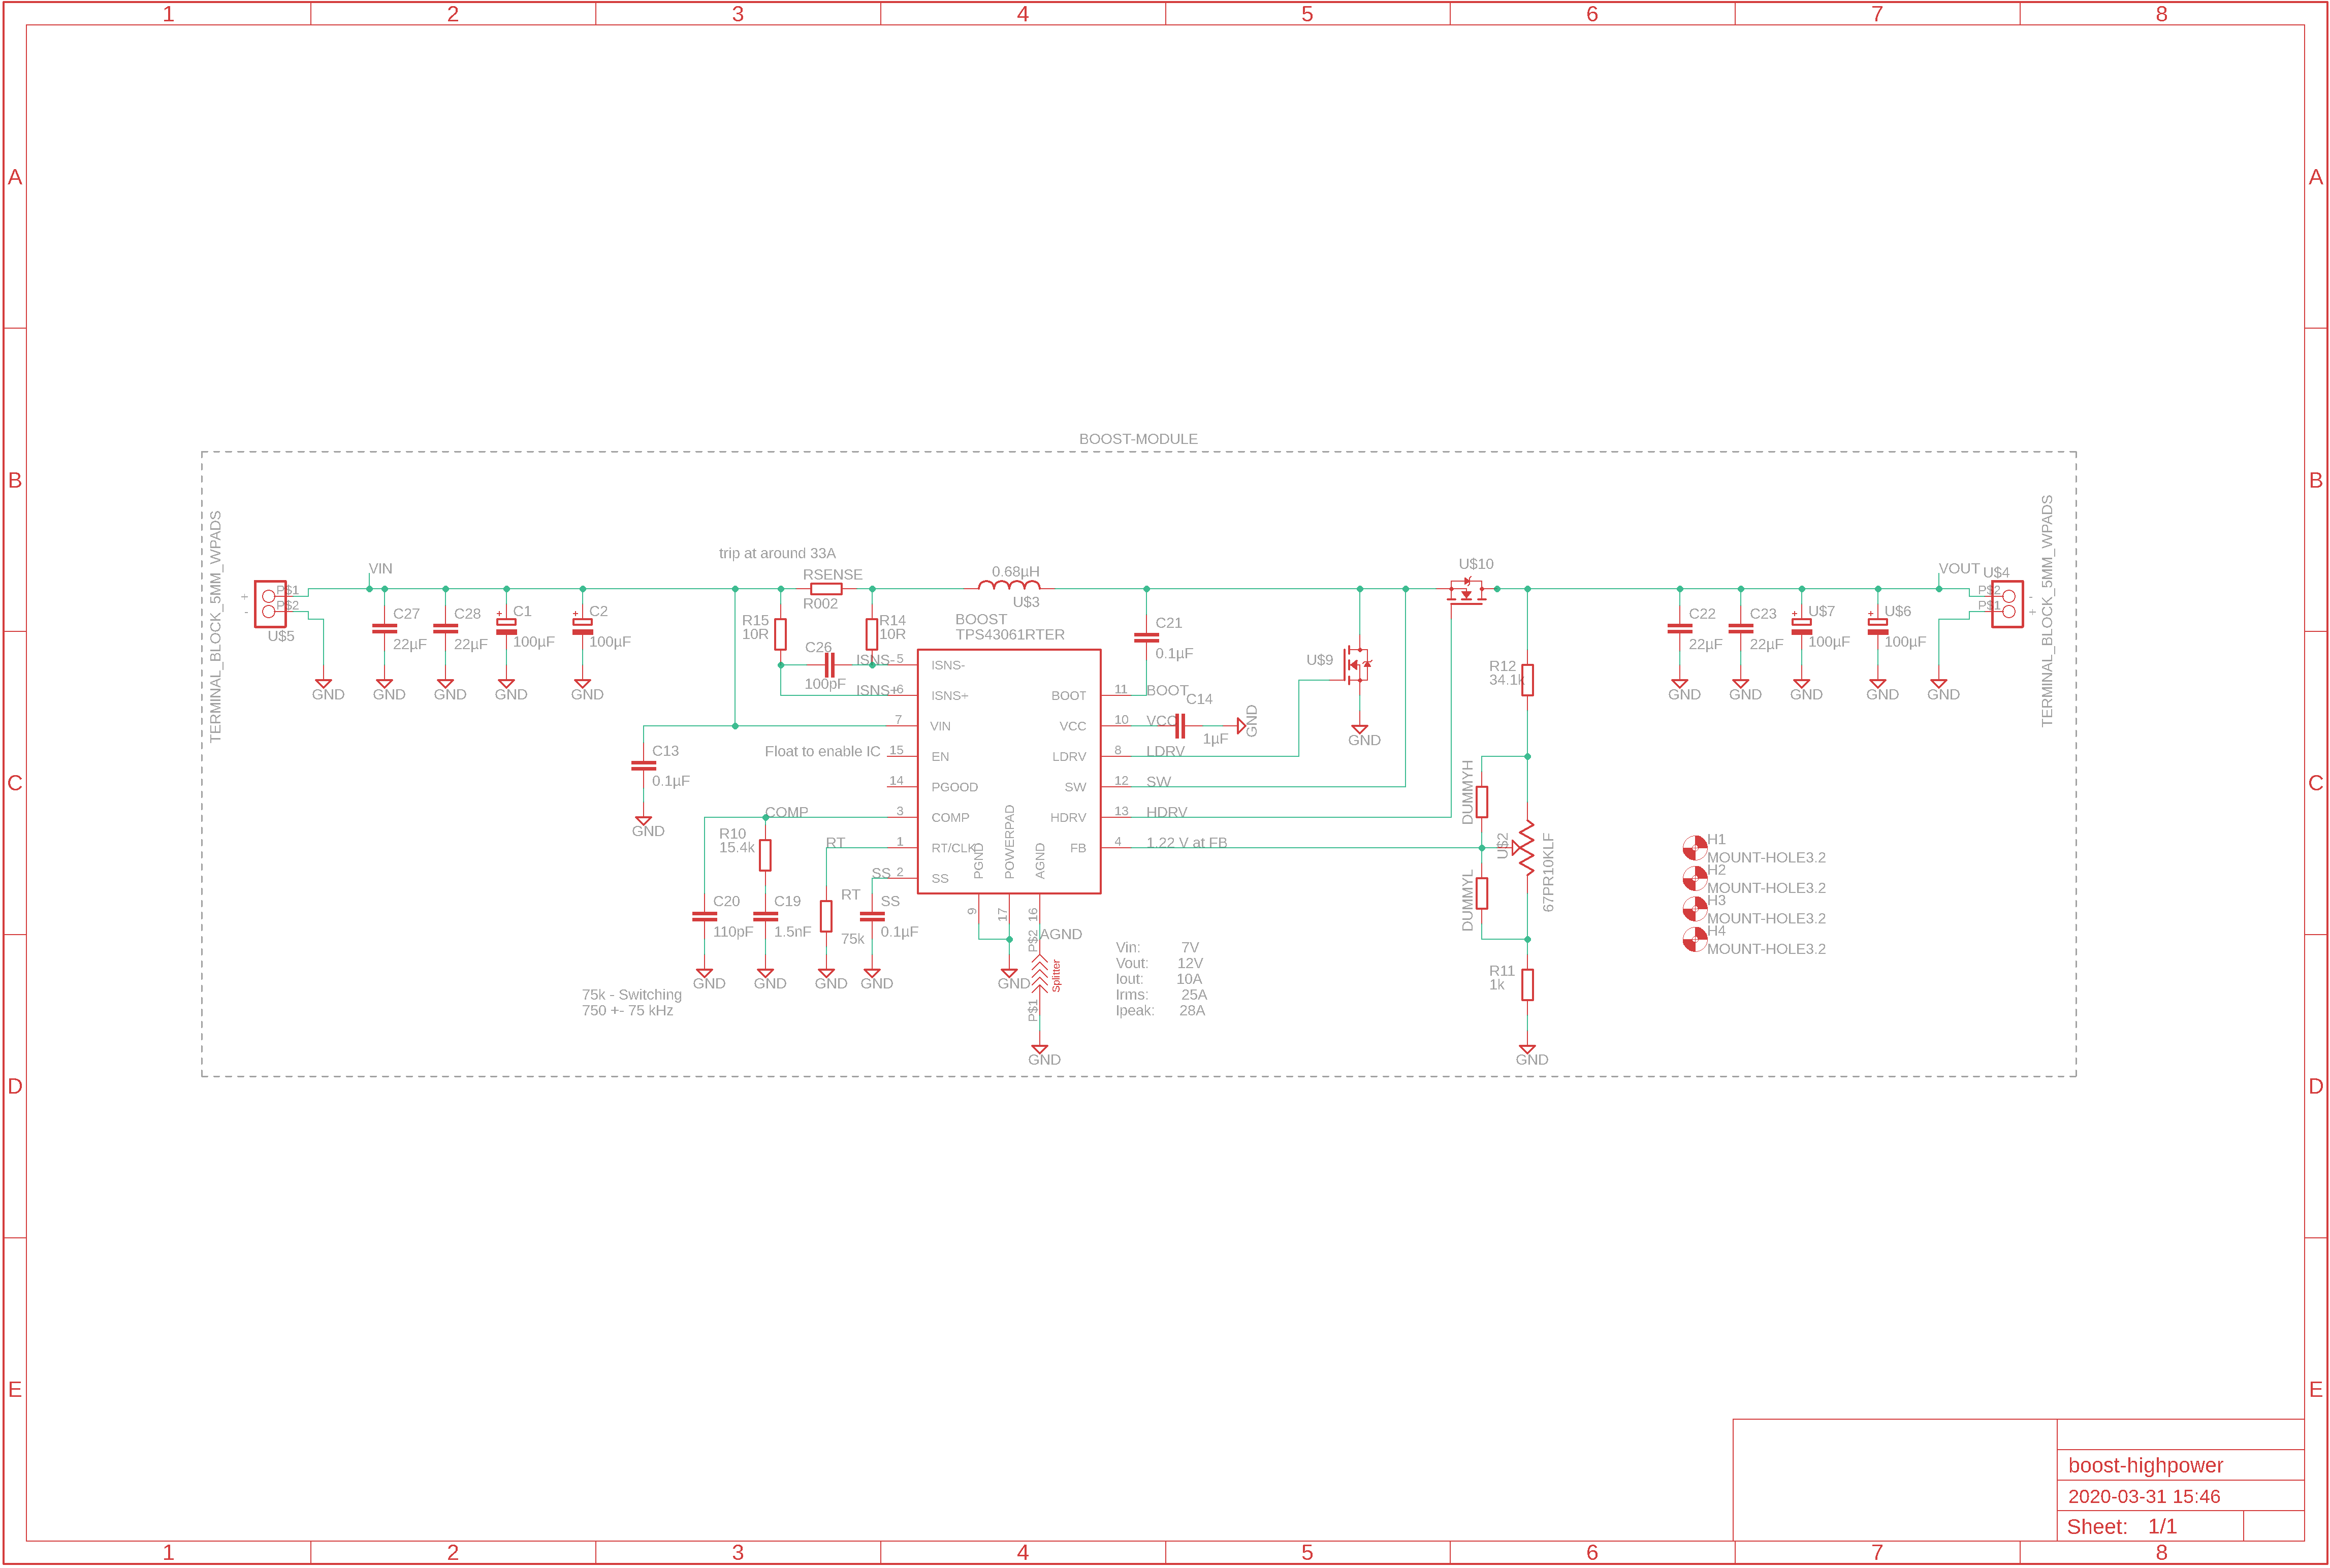 1 2 3 4 5 6 7 8
A A
B B
C C
D D
E E
BOOST-MODULE
TERMINAL_BLOCK_5MM_WPADS
+
-
P$1
P$2
U$5
GND
VIN
C27
22µF
GND
C28
22µF
GND
C1
+
100µF
GND
C2
+
100µF
GND
trip at around 33A
RSENSE
R002
R15
10R
R14
10R
C26
100pF
0.68µH
U$3
BOOST
TPS43061RTER
ISNS- 5 ISNS-
ISNS+ 6 ISNS+
7 VIN
Float to enable IC 15 EN
14 PGOOD
COMP 3 COMP
RT 1 RT/CLK
SS 2 SS
BOOT 11 BOOT
VCC 10 VCC
LDRV 8 LDRV
SW 12 SW
HDRV 13 HDRV
FB 4 1.22 V at FB
PGND
POWERPAD
AGND
9
17
16
C13
0.1µF
GND
R10
15.4k
C20
110pF
GND
C19
1.5nF
GND
RT
75k
GND
SS
0.1µF
GND
75k - Switching
750 +- 75 kHz
GND
AGND
P$2
Splitter
P$1
GND
Vin: 7V
Vout: 12V
Iout: 10A
Irms: 25A
Ipeak: 28A
C21
0.1µF
C14
1µF
GND
U$9
GND
U$10
R12
34.1k
DUMMYH
DUMMYL
U$2
67PR10KLF
R11
1k
GND
C22
22µF
GND
C23
22µF
GND
U$7
+
100µF
GND
U$6
+
100µF
GND
VOUT
U$4
P$2
P$1
-
+
GND
TERMINAL_BLOCK_5MM_WPADS
H1
MOUNT-HOLE3.2
H2
MOUNT-HOLE3.2
H3
MOUNT-HOLE3.2
H4
MOUNT-HOLE3.2
boost-highpower
2020-03-31 15:46
Sheet: 1/1
1 2 3 4 5 6 7 8